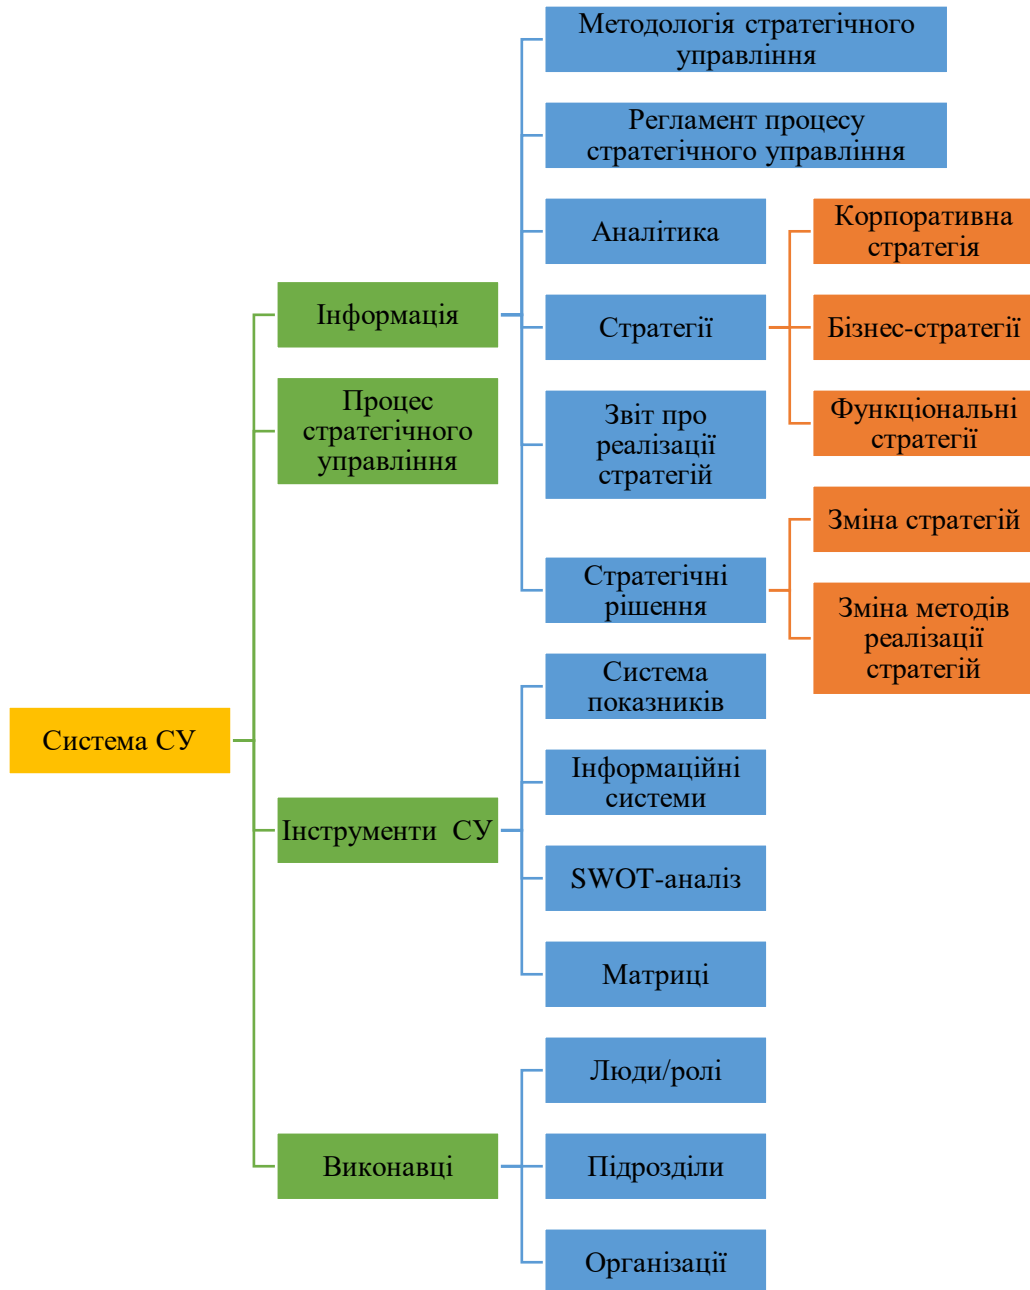 Методологія стратегічного
управління
Регламент процесу
стратегічного управління
Аналітика
Корпоративна
стратегія
Інформація
Стратегії
Бізнес-стратегії
Процес
стратегічного
управління
Звіт про
реалізації
стратегій
Функціональні
стратегії
Зміна стратегій
Стратегічні
рішення
Зміна методів
реалізації
стратегій
Система
показників
Система СУ
Інформаційні
системи
Інструменти СУ
SWOT-аналіз
Матриці
Люди/ролі
Виконавці
Підрозділи
Організації